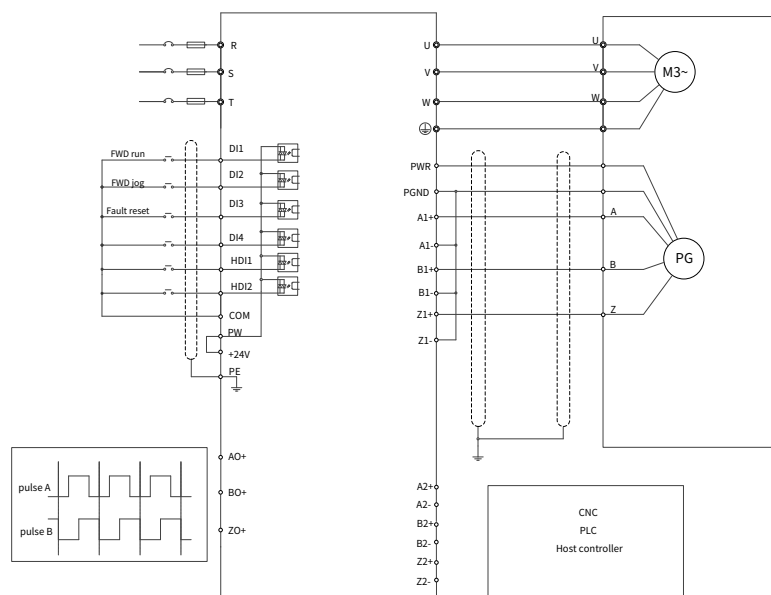 R
S
T
U
V
W
U
V
W
M3~
FWD run
FWD jog
Fault reset
DI1
DI2
DI3
DI4
HDI1
HDI2
COM
PW
+24V
PE
PWR
PGND
A1+
A1-
B1+
B1-
Z1+
Z1-
A
B
Z
PG
AO+
BO+
ZO+
pulse A
pulse B
A2+
A2-
B2+
B2-
Z2+
Z2-
CNC
PLC
Host controller